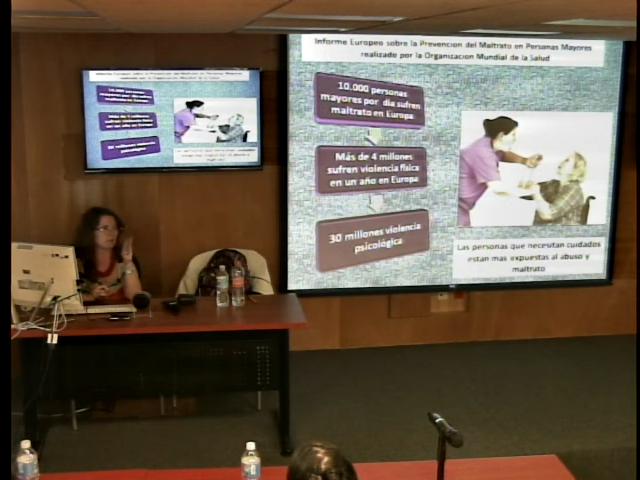 Informe Europeo sobre la Prevencion del Maltrato en Personas Mayores
realizado por la Organizacion Mundial de la Salud
10.000 personas
mayores por dia sufren
maltrato en Europa
Más de 4 millones
sufren violencia física
en un año en Europa
30 millones violencia
psicológica
Las personas que necesitan cuidados
estan mas expuestas al abuso y
maltrato